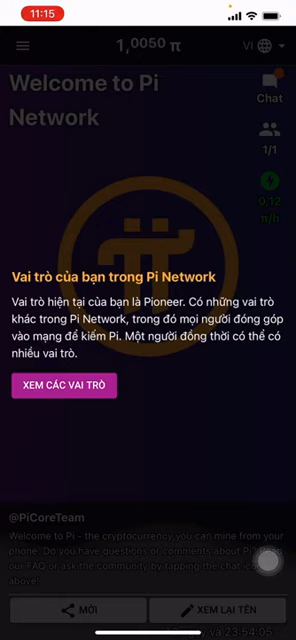 11:15
1,0050 π
VI
Welcome to Pi
Network
Chat
1/1
0,12
π/h
Vai trò của bạn trong Pi Network
Vai trò hiện tại của bạn là Pioneer. Có những vai trò
khác trong Pi Network, trong đó mọi người đóng góp
vào mạng để kiếm Pi. Một người đồng thời có thể có
nhiều vai trò.
XEM CÁC VAI TRÒ
@PiCoreTeam
Welcome to Pi - the cryptocurrency you can mine from your
phone. Do you have questions or comments about Pi?
our FAQ or ask the community by tapping the chat icon
above!
MỜI
XEM LẠI TÊN
và 23:54:05